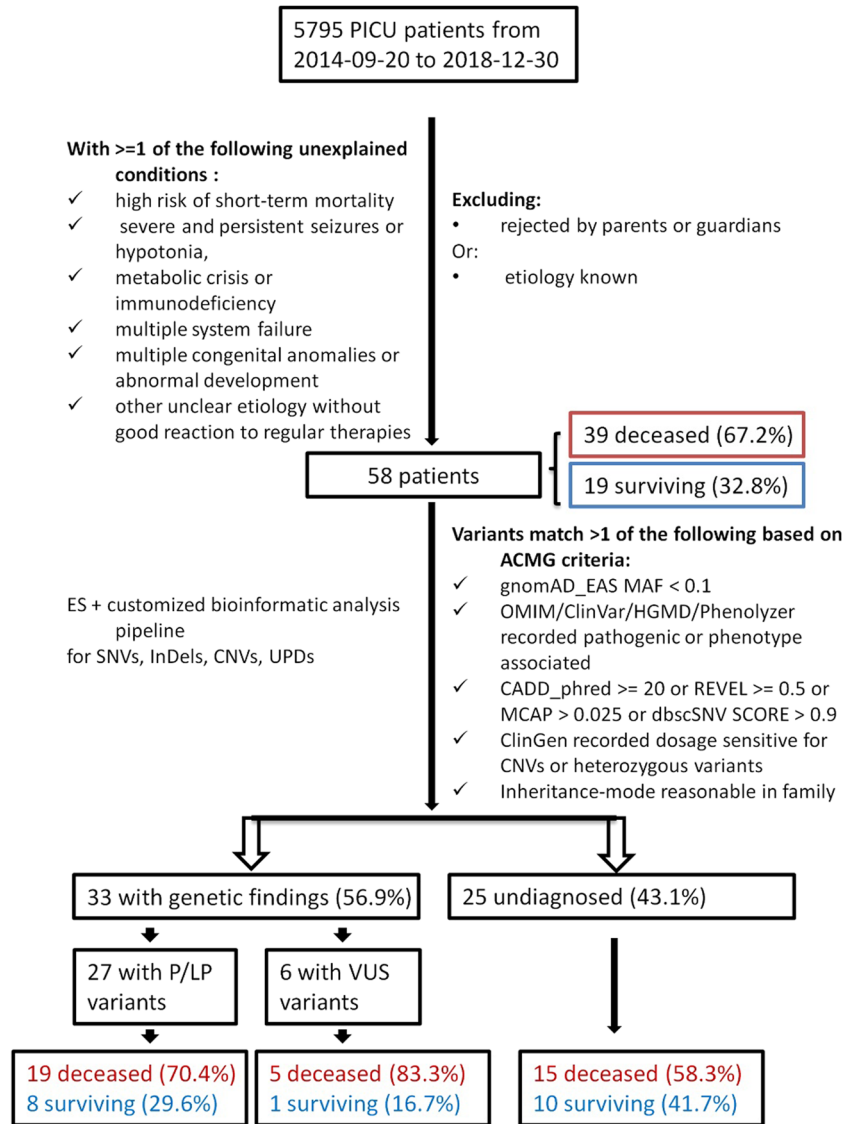 5795 PICU patients from
2014-09-20 to 2018-12-30
With >=1 of the following unexplained
conditions :
✓ high risk of short-term mortality
✓ severe and persistent seizures or
hypotonia,
✓ metabolic crisis or
immunodeficiency
✓ multiple system failure
✓ multiple congenital anomalies or
abnormal development
✓ other unclear etiology without
good reaction to regular therapies
Excluding:
• rejected by parents or guardians
Or:
• etiology known
58 patients
39 deceased (67.2%)
19 surviving (32.8%)
ES + customized bioinformatic analysis
pipeline
for SNVs, InDels, CNVs, UPDs
Variants match >1 of the following based on
ACMG criteria:
✓ gnomAD_EAS MAF < 0.1
✓ OMIM/ClinVar/HGMD/Phenolyzer
recorded pathogenic or phenotype
associated
✓ CADD_phred >= 20 or REVEL >= 0.5 or
MCAP > 0.025 or dbscSNV SCORE > 0.9
✓ ClinGen recorded dosage sensitive for
CNVs or heterozygous variants
✓ Inheritance-mode reasonable in family
33 with genetic findings (56.9%)
25 undiagnosed (43.1%)
27 with P/LP
variants
6 with VUS
variants
19 deceased (70.4%)
8 surviving (29.6%)
5 deceased (83.3%)
1 surviving (16.7%)
15 deceased (58.3%)
10 surviving (41.7%)